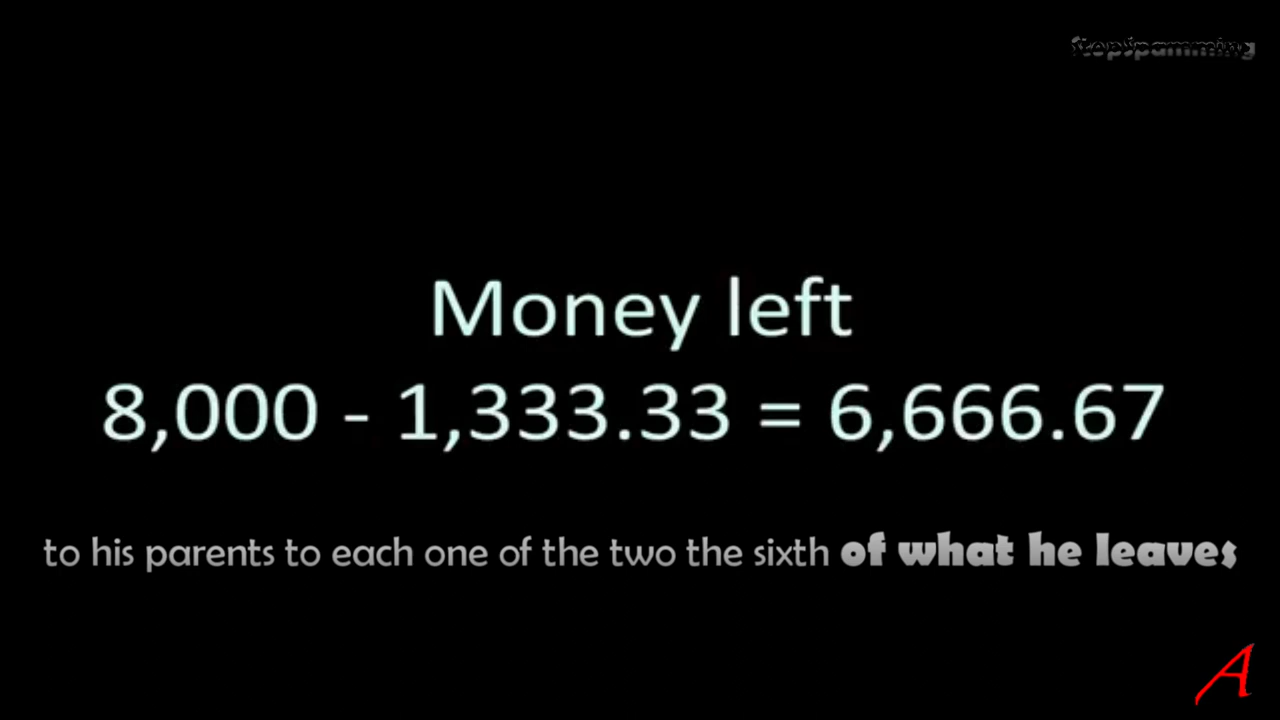 StopSpamming
Money left
8,000 - 1,333.33 = 6,666.67
to his parents to each one of the two the sixth of what he leaves
A